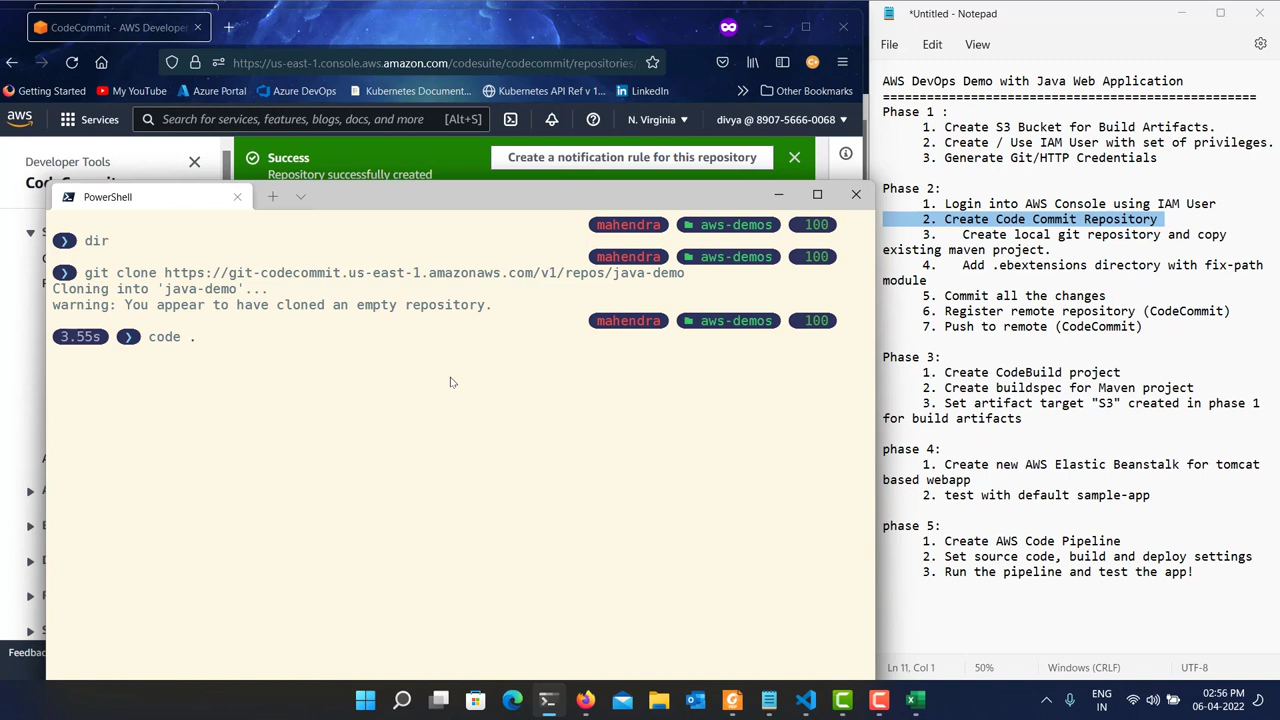 CodeCommit - AWS Develope
https://us-east-1.console.aws.amazon.com/codesuite/codecommit/repositories/
Getting Started
My YouTube
Azure Portal
Azure DevOps
Kubernetes Document...
Kubernetes API Ref v 1...
LinkedIn
Other Bookmarks
aws
Services
Search for services, features, blogs, docs, and more
[Alt+S]
N. Virginia
divya @ 8907-5666-0068
Developer Tools
Success
Repository successfully created
Create a notification rule for this repository
PowerShell
mahendra aws-demos 100
dir
mahendra aws-demos 100
git clone https://git-codecommit.us-east-1.amazonaws.com/v1/repos/java-demo
Cloning into 'java-demo'...
warning: You appear to have cloned an empty repository.
mahendra aws-demos 100
3.55s code .
*Untitled - Notepad
File Edit View
AWS DevOps Demo with Java Web Application
=================================================
Phase 1 :
1. Create S3 Bucket for Build Artifacts.
2. Create / Use IAM User with set of privileges.
3. Generate Git/HTTP Credentials
Phase 2:
1. Login into AWS Console using IAM User
2. Create Code Commit Repository
3. Create local git repository and copy
existing maven project.
4. Add .ebextensions directory with fix-path
module
5. Commit all the changes
6. Register remote repository (CodeCommit)
7. Push to remote (CodeCommit)
Phase 3:
1. Create CodeBuild project
2. Create buildspec for Maven project
3. Set artifact target "S3" created in phase 1
for build artifacts
phase 4:
1. Create new AWS Elastic Beanstalk for tomcat
based webapp
2. test with default sample-app
phase 5:
1. Create AWS Code Pipeline
2. Set source code, build and deploy settings
3. Run the pipeline and test the app!
Ln 11, Col 1
50%
Windows (CRLF)
UTF-8
ENG
IN
02:56 PM
06-04-2022